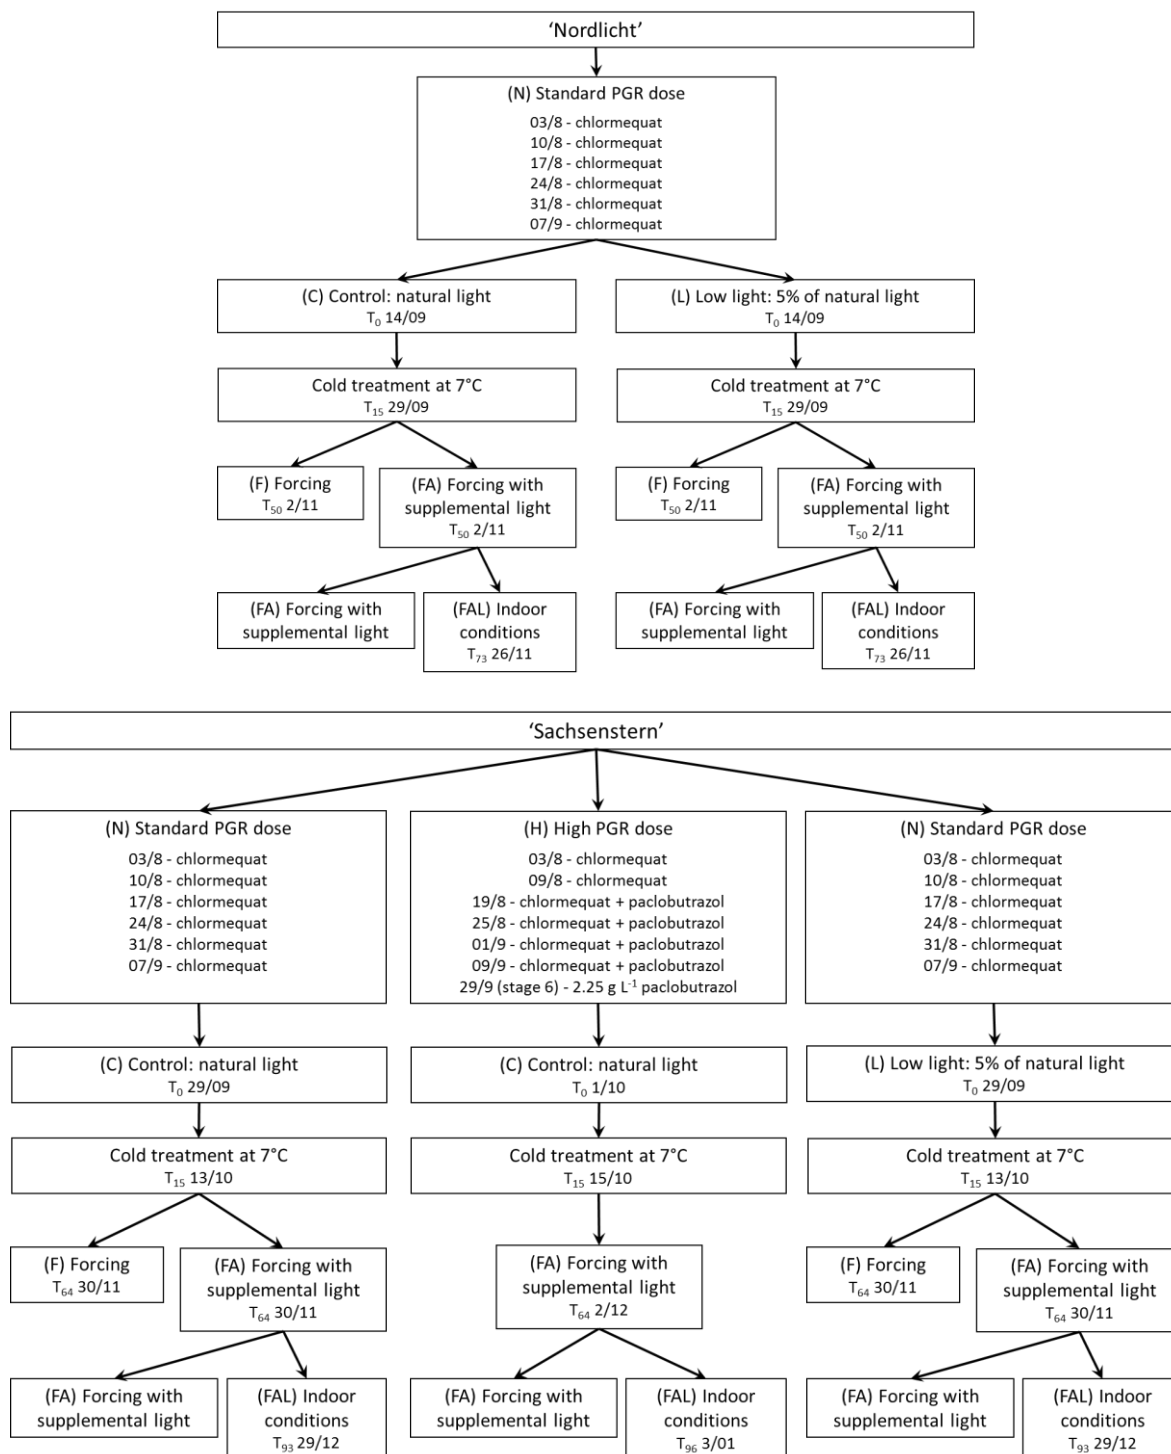 ‘Nordlicht’
(N) Standard PGR dose
03/8 - chlormequat
10/8 - chlormequat
17/8 - chlormequat
24/8 - chlormequat
31/8 - chlormequat
07/9 - chlormequat
(C) Control: natural light
T₀ 14/09
(L) Low light: 5% of natural light
T₀ 14/09
Cold treatment at 7°C
T₁₅ 29/09
Cold treatment at 7°C
T₁₅ 29/09
(F) Forcing
T₅₀ 2/11
(FA) Forcing with
supplemental light
T₅₀ 2/11
(F) Forcing
T₅₀ 2/11
(FA) Forcing with
supplemental light
T₅₀ 2/11
(FA) Forcing with
supplemental light
(FAL) Indoor
conditions
T₇₃ 26/11
(FA) Forcing with
supplemental light
(FAL) Indoor
conditions
T₇₃ 26/11
‘Sachsenstern’
(N) Standard PGR dose
03/8 - chlormequat
10/8 - chlormequat
17/8 - chlormequat
24/8 - chlormequat
31/8 - chlormequat
07/9 - chlormequat
(H) High PGR dose
03/8 - chlormequat
09/8 - chlormequat
19/8 - chlormequat + paclobutrazol
25/8 - chlormequat + paclobutrazol
01/9 - chlormequat + paclobutrazol
09/9 - chlormequat + paclobutrazol
29/9 (stage 6) - 2.25 g L⁻¹ paclobutrazol
(N) Standard PGR dose
03/8 - chlormequat
10/8 - chlormequat
17/8 - chlormequat
24/8 - chlormequat
31/8 - chlormequat
07/9 - chlormequat
(C) Control: natural light
T₀ 29/09
(C) Control: natural light
T₀ 1/10
(L) Low light: 5% of natural light
T₀ 29/09
Cold treatment at 7°C
T₁₅ 13/10
Cold treatment at 7°C
T₁₅ 15/10
Cold treatment at 7°C
T₁₅ 13/10
(F) Forcing
T₆₄ 30/11
(FA) Forcing with
supplemental light
T₆₄ 30/11
(FA) Forcing with
supplemental light
T₆₄ 2/12
(F) Forcing
T₆₄ 30/11
(FA) Forcing with
supplemental light
T₆₄ 30/11
(FA) Forcing with
supplemental light
(FAL) Indoor
conditions
T₉₃ 29/12
(FA) Forcing with
supplemental light
(FAL) Indoor
conditions
T₉₆ 3/01
(FA) Forcing with
supplemental light
(FAL) Indoor
conditions
T₉₃ 29/12